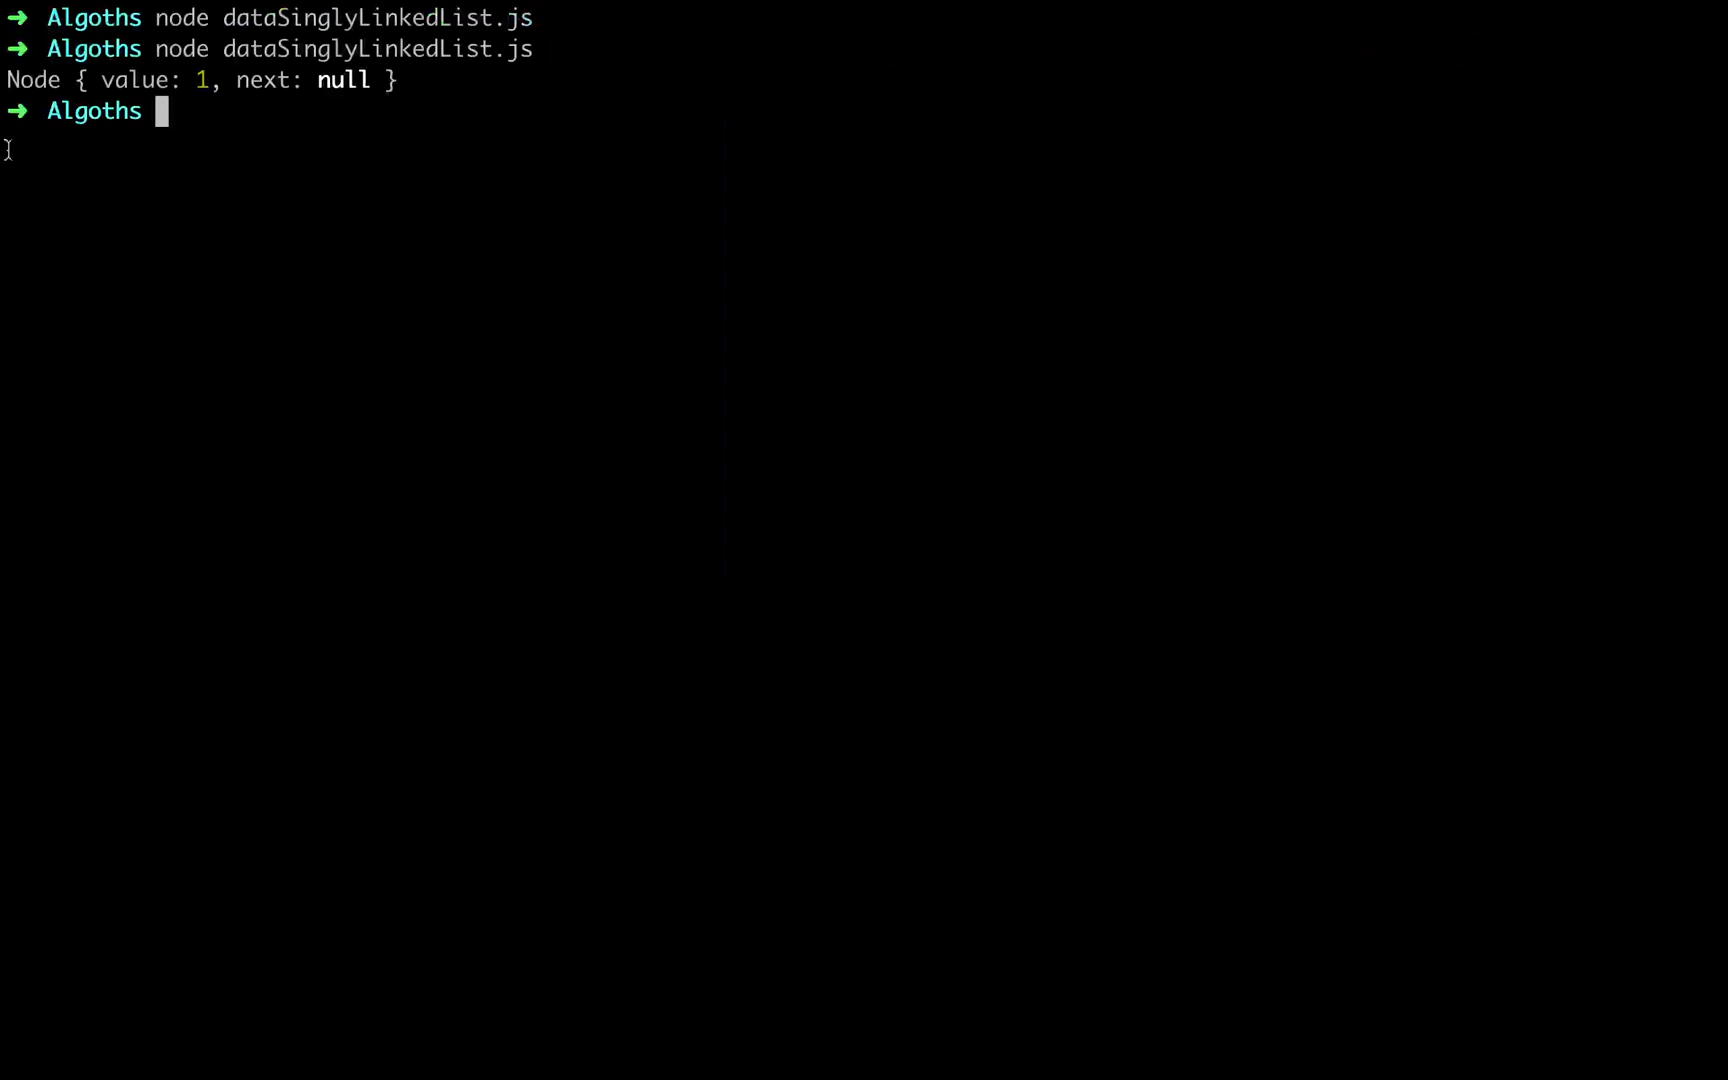 ➜ Algoths node dataSinglyLinkedList.js
➜ Algoths node dataSinglyLinkedList.js
Node { value: 1, next: null }
➜ Algoths